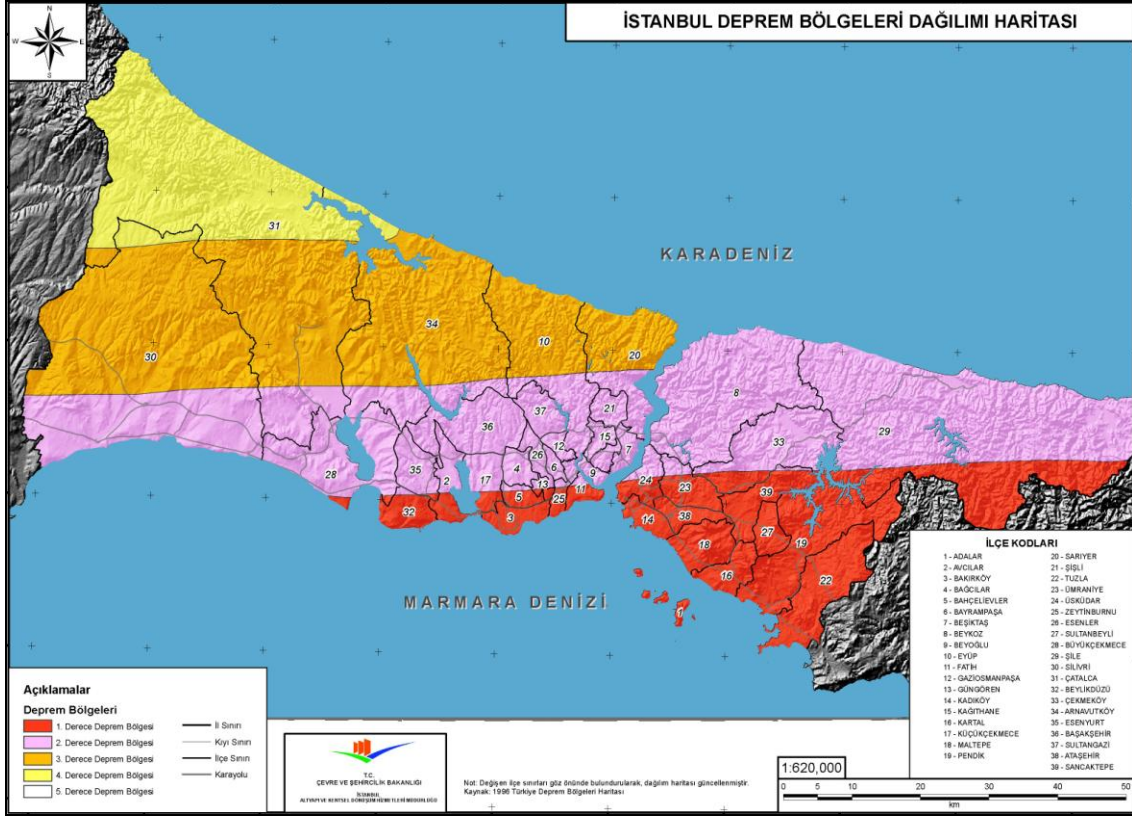 İSTANBUL DEPREM BÖLGELERİ DAĞILIMI HARİTASI
N
W
E
S
KARADENİZ
MARMARA DENİZİ
31
30
34
10
20
8
37
21
36
33
29
15
12
7
26
28
35
2
17
4
6
9
13
24
23
39
11
5
25
32
3
14
38
18
27
19
16
22
1
Açıklamalar
Deprem Bölgeleri
1. Derece Deprem Bölgesi
2. Derece Deprem Bölgesi
3. Derece Deprem Bölgesi
4. Derece Deprem Bölgesi
5. Derece Deprem Bölgesi
İl Sınırı
Kıyı Sınırı
İlçe Sınırı
Karayolu
T.C.
ÇEVRE VE ŞEHİRCİLİK BAKANLIĞI
İSTANBUL
ALTYAPI VE KENTSEL DÖNÜŞÜM HİZMETLERİ MÜDÜRLÜĞÜ
Not: Değişen ilçe sınırları göz önünde bulundurularak, dağılım haritası güncellenmiştir.
Kaynak: 1996 Türkiye Deprem Bölgeleri Haritası
İLÇE KODLARI
1 - ADALAR
2 - AVCILAR
3 - BAKIRKÖY
4 - BAĞCILAR
5 - BAHÇELİEVLER
6 - BAYRAMPAŞA
7 - BEŞİKTAŞ
8 - BEYKOZ
9 - BEYOĞLU
10 - EYÜP
11 - FATİH
12 - GAZİOSMANPAŞA
13 - GÜNGÖREN
14 - KADIKÖY
15 - KAĞITHANE
16 - KARTAL
17 - KÜÇÜKÇEKMECE
18 - MALTEPE
19 - PENDİK
20 - SARIYER
21 - ŞİŞLİ
22 - TUZLA
23 - ÜMRANİYE
24 - ÜSKÜDAR
25 - ZEYTİNBURNU
26 - ESENLER
27 - SULTANBEYLİ
28 - BÜYÜKÇEKMECE
29 - ŞİLE
30 - SİLİVRİ
31 - ÇATALCA
32 - BEYLİKDÜZÜ
33 - ÇEKMEKÖY
34 - ARNAVUTKÖY
35 - ESENYURT
36 - BAŞAKŞEHİR
37 - SULTANGAZİ
38 - ATAŞEHİR
39 - SANCAKTEPE
1:620,000
0 5 10 20 30 40 50
km